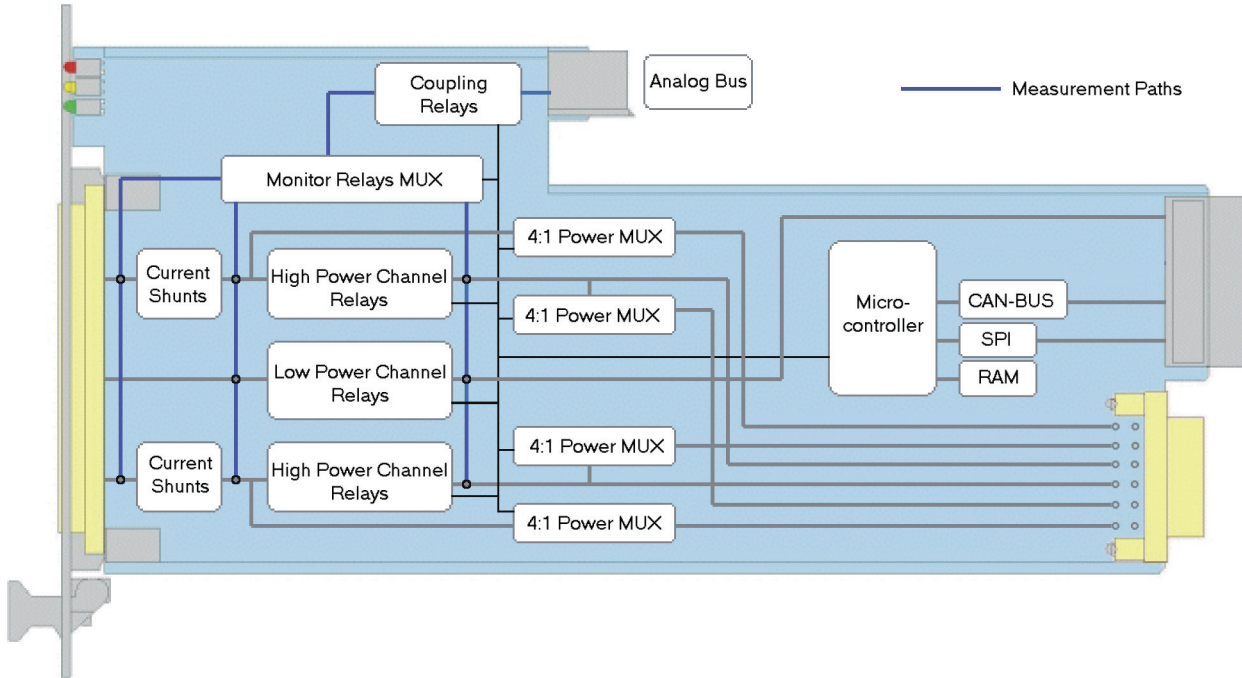 Coupling
Relays
Analog Bus
Measurement Paths
Monitor Relays MUX
4:1 Power MUX
Current
Shunts
High Power Channel
Relays
4:1 Power MUX
Micro-
controller
CAN-BUS
SPI
RAM
Low Power Channel
Relays
4:1 Power MUX
Current
Shunts
High Power Channel
Relays
4:1 Power MUX